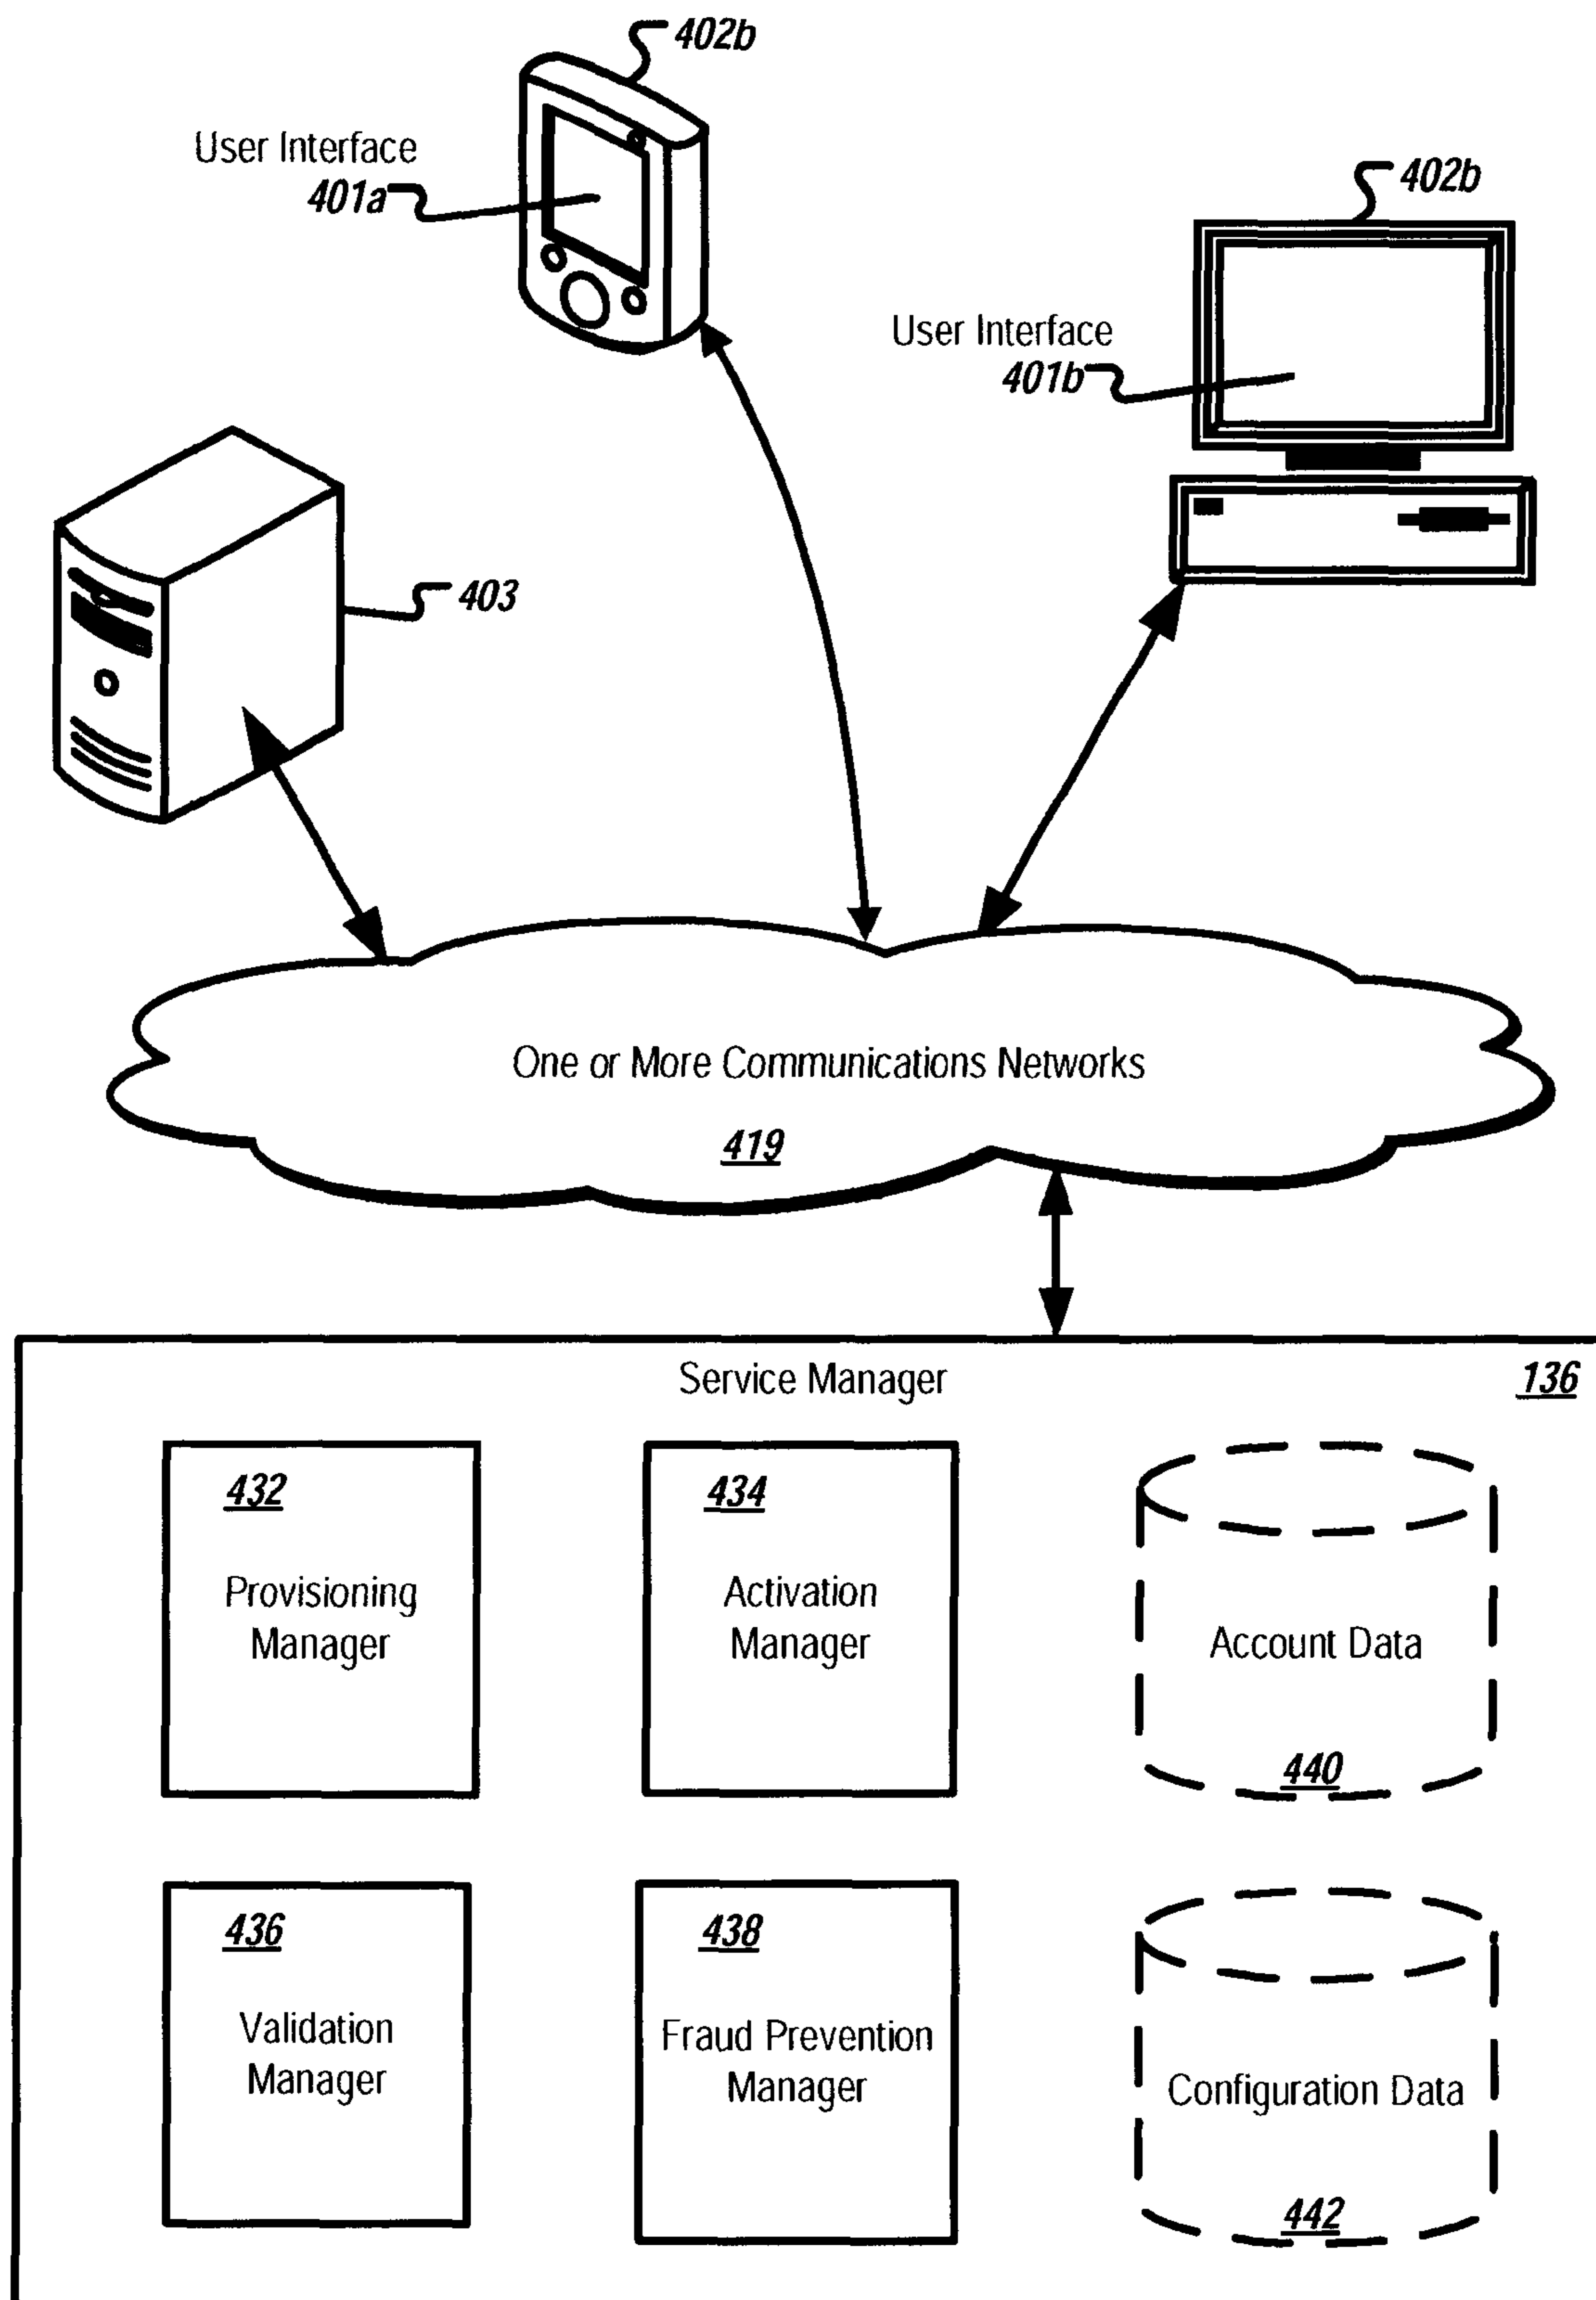 402b
User Interface
401a
402b
User Interface
401b
403
One or More Communications Networks
419
Service Manager
136
432
Provisioning
Manager
434
Activation
Manager
Account Data
440
436
Validation
Manager
438
Fraud Prevention
Manager
Configuration Data
442